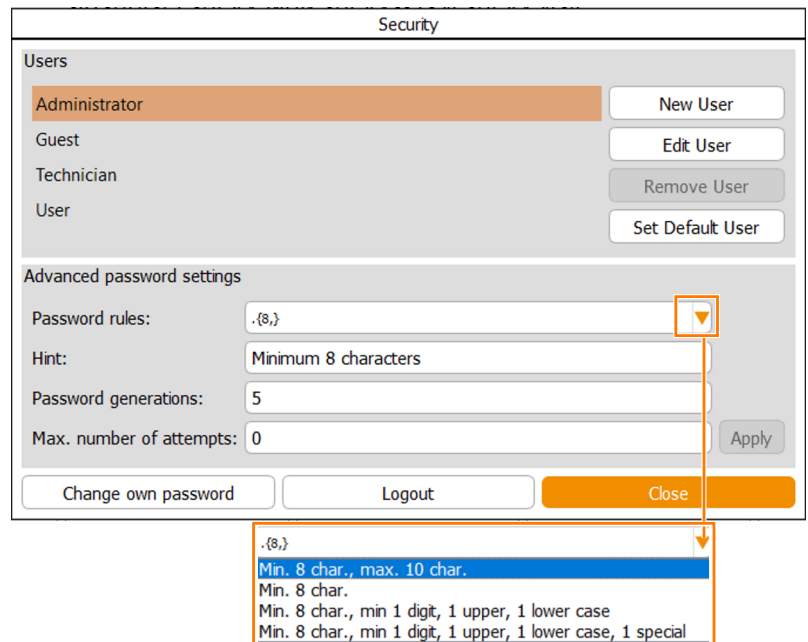 Security
Users
Administrator
New User
Guest
Edit User
Technician
Remove User
User
Set Default User
Advanced password settings
Password rules:
.{8,}
Hint:
Minimum 8 characters
Password generations:
5
Max. number of attempts:
0
Apply
Change own password
Logout
Close
.{8,}
Min. 8 char., max. 10 char.
Min. 8 char.
Min. 8 char., min 1 digit, 1 upper, 1 lower case
Min. 8 char., min 1 digit, 1 upper, 1 lower case, 1 special